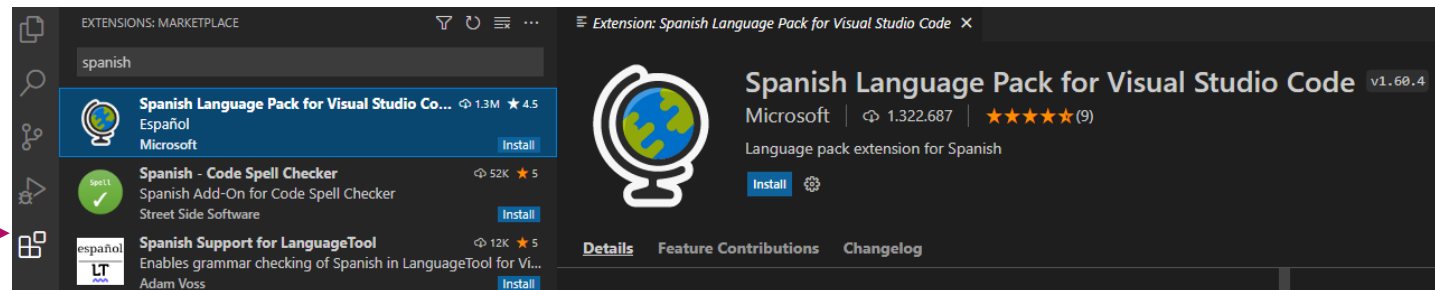 EXTENSIONS: MARKETPLACE
spanish
Spanish Language Pack for Visual Studio Co... 1.3M ★ 4.5
Español
Microsoft Install
Spell
Spanish - Code Spell Checker 52K ★ 5
Spanish Add-On for Code Spell Checker
Street Side Software Install
español
LT
Spanish Support for LanguageTool 12K ★ 5
Enables grammar checking of Spanish in LanguageTool for Vi...
Adam Voss Install
Extension: Spanish Language Pack for Visual Studio Code
Spanish Language Pack for Visual Studio Code v1.60.4
Microsoft | 1.322.687 | (9)
Language pack extension for Spanish
Install
Details Feature Contributions Changelog